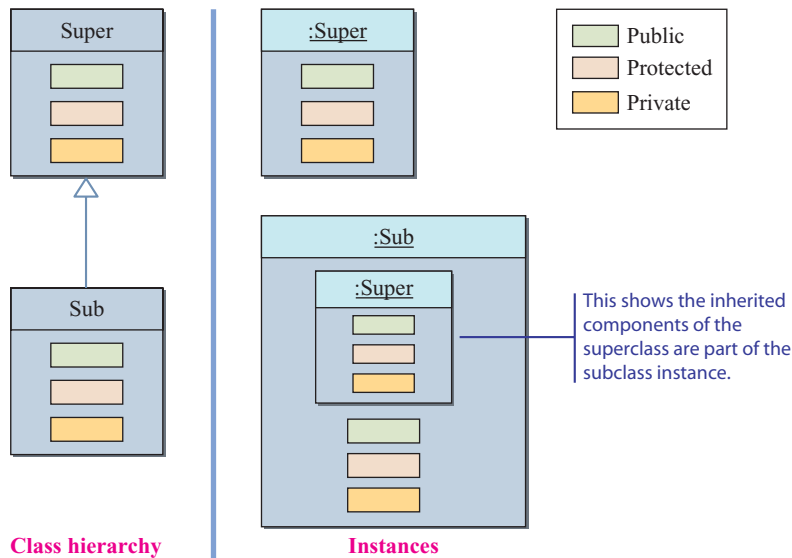 Super
:Super
Public
Protected
Private
:Sub
:Super
Sub
This shows the inherited
components of the
superclass are part of the
subclass instance.
Class hierarchy
Instances